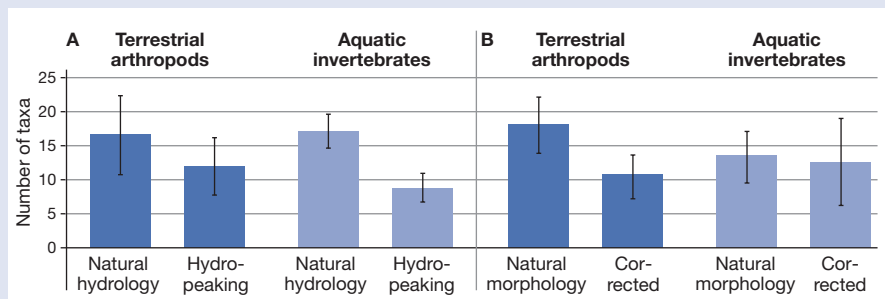 A
Terrestrial
arthropods
Aquatic
invertebrates
B
Terrestrial
arthropods
Aquatic
invertebrates
Number of taxa
25
20
15
10
5
0
Natural
hydrology
Hydro-
peaking
Natural
hydrology
Hydro-
peaking
Natural
morphology
Cor-
rected
Natural
morphology
Cor-
rected